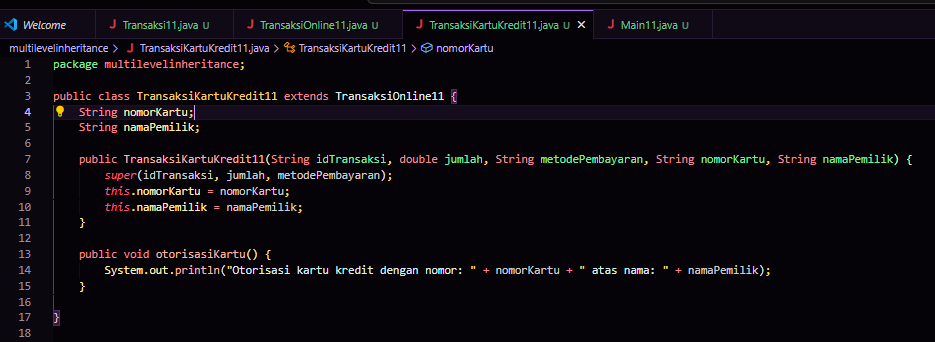 Welcome
J Transaksi11.java U
J TransaksiOnline11.java U
J TransaksiKartuKredit11.java U ×
J Main11.java U
multilevelinheritance > J TransaksiKartuKredit11.java > TransaksiKartuKredit11 > nomorKartu
1 package multilevelinheritance;
2
3 public class TransaksiKartuKredit11 extends TransaksiOnline11 {
4     String nomorKartu;
5     String namaPemilik;
6
7     public TransaksiKartuKredit11(String idTransaksi, double jumlah, String metodePembayaran, String nomorKartu, String namaPemilik) {
8         super(idTransaksi, jumlah, metodePembayaran);
9         this.nomorKartu = nomorKartu;
10         this.namaPemilik = namaPemilik;
11     }
12
13     public void otorisasiKartu() {
14         System.out.println("Otorisasi kartu kredit dengan nomor: " + nomorKartu + " atas nama: " + namaPemilik);
15     }
16
17 }
18